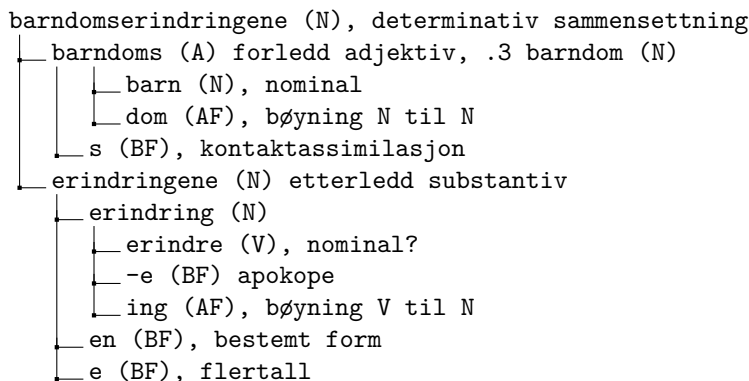 barndomserindringene (N), determinativ sammensettning
barndoms (A) forledd adjektiv, .3 barndom (N)
barn (N), nominal
dom (AF), bøyning N til N
s (BF), kontaktassimilasjon
erindringene (N) etterledd substantiv
erindring (N)
erindre (V), nominal?
-e (BF) apokope
ing (AF), bøyning V til N
en (BF), bestemt form
e (BF), flertall